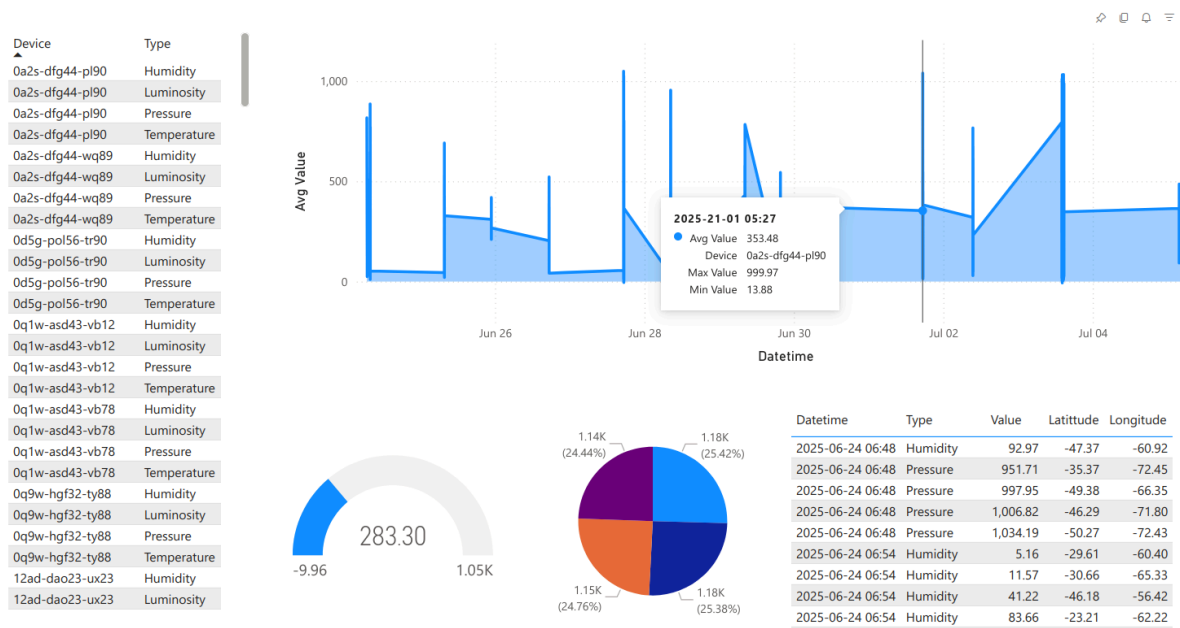 Device Type
0a2s-dfg44-pl90 Humidity
0a2s-dfg44-pl90 Luminosity
0a2s-dfg44-pl90 Pressure
0a2s-dfg44-pl90 Temperature
0a2s-dfg44-wq89 Humidity
0a2s-dfg44-wq89 Luminosity
0a2s-dfg44-wq89 Pressure
0a2s-dfg44-wq89 Temperature
0d5g-pol56-tr90 Humidity
0d5g-pol56-tr90 Luminosity
0d5g-pol56-tr90 Pressure
0d5g-pol56-tr90 Temperature
0q1w-asd43-vb12 Humidity
0q1w-asd43-vb12 Luminosity
0q1w-asd43-vb12 Pressure
0q1w-asd43-vb12 Temperature
0q1w-asd43-vb78 Humidity
0q1w-asd43-vb78 Luminosity
0q1w-asd43-vb78 Pressure
0q1w-asd43-vb78 Temperature
0q9w-hgf32-ty88 Humidity
0q9w-hgf32-ty88 Luminosity
0q9w-hgf32-ty88 Pressure
0q9w-hgf32-ty88 Temperature
12ad-dao23-ux23 Humidity
12ad-dao23-ux23 Luminosity
Avg Value
1,000
500
0
2025-21-01 05:27
Avg Value 353.48
Device 0a2s-dfg44-pl90
Max Value 999.97
Min Value 13.88
Jun 26 Jun 28 Jun 30 Jul 02 Jul 04
Datetime
283.30
-9.96 1.05K
1.14K
(24.44%)
1.18K
(25.42%)
1.15K
(24.76%)
1.18K
(25.38%)
Datetime Type Value Latittude Longitude
2025-06-24 06:48 Humidity 92.97 -47.37 -60.92
2025-06-24 06:48 Pressure 951.71 -35.37 -72.45
2025-06-24 06:48 Pressure 997.95 -49.38 -66.35
2025-06-24 06:48 Pressure 1,006.82 -46.29 -71.80
2025-06-24 06:48 Pressure 1,034.19 -50.27 -72.43
2025-06-24 06:54 Humidity 5.16 -29.61 -60.40
2025-06-24 06:54 Humidity 11.57 -30.66 -65.33
2025-06-24 06:54 Humidity 41.22 -46.18 -56.42
2025-06-24 06:54 Humidity 83.66 -23.21 -62.22